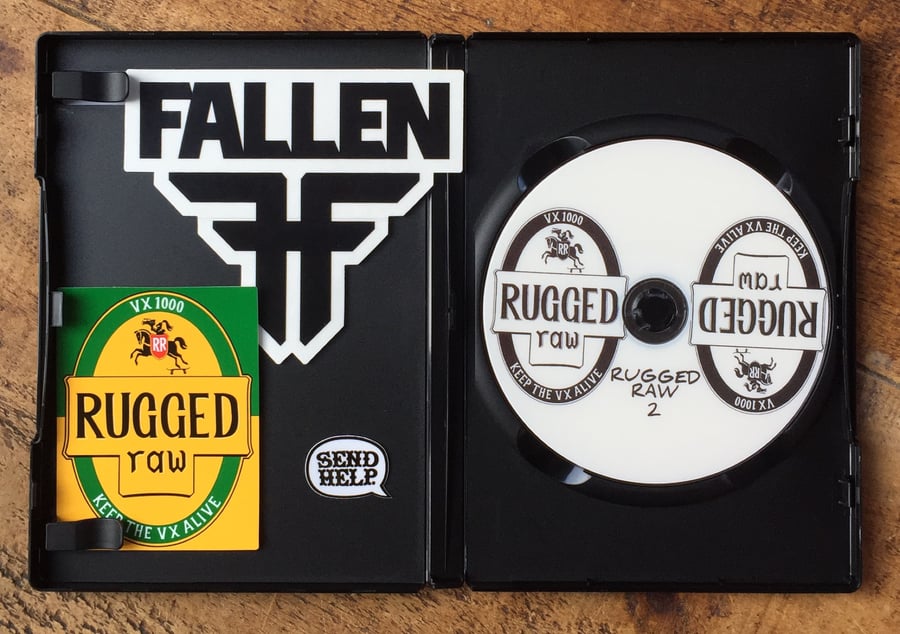 FALLEN
VX 1000
RR
RUGGED
raw
KEEP THE VX ALIVE
SEND
HELP.
VX 1000
RR
RUGGED
raw
KEEP THE VX ALIVE
RUGGED
RAW
2
VX 1000
RR
RUGGED
raw
KEEP THE VX ALIVE